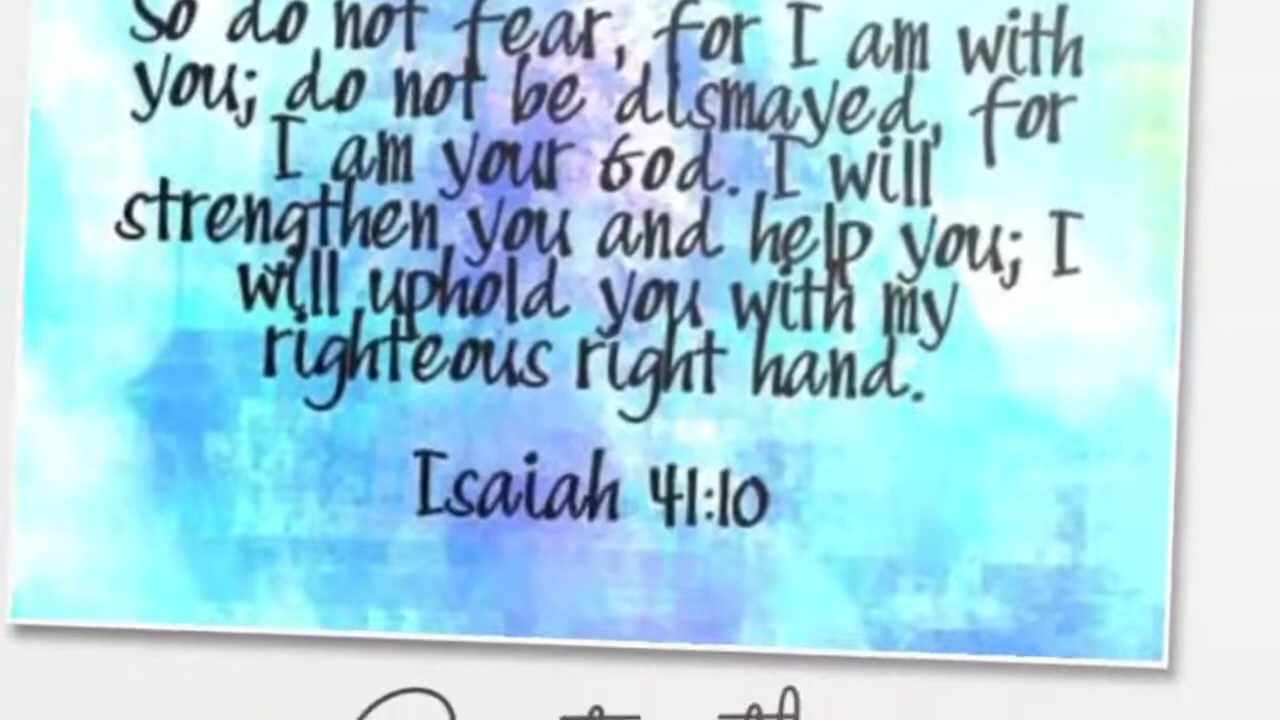 So do not fear, for I am with
you; do not be dismayed, for
I am your God. I will
strengthen you and help you; I
will uphold you with my
righteous right hand.
Isaiah 41:10